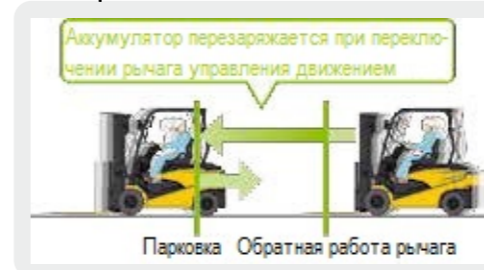 Аккумулятор перезаряжается при переклю-
чении рычага управления движением
Парковка Обратная работа рычага